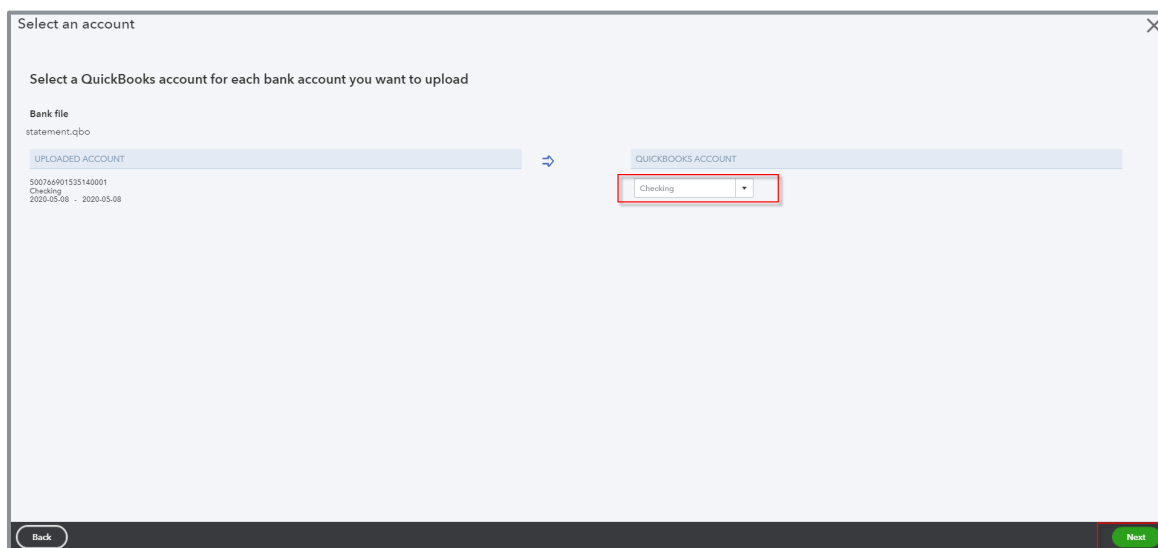 Select an account
Select a QuickBooks account for each bank account you want to upload
Bank file
statement.qbo
UPLOADED ACCOUNT
QUICKBOOKS ACCOUNT
500766901535140001
Checking
2020-05-08 - 2020-05-08
Checking
Back
Next